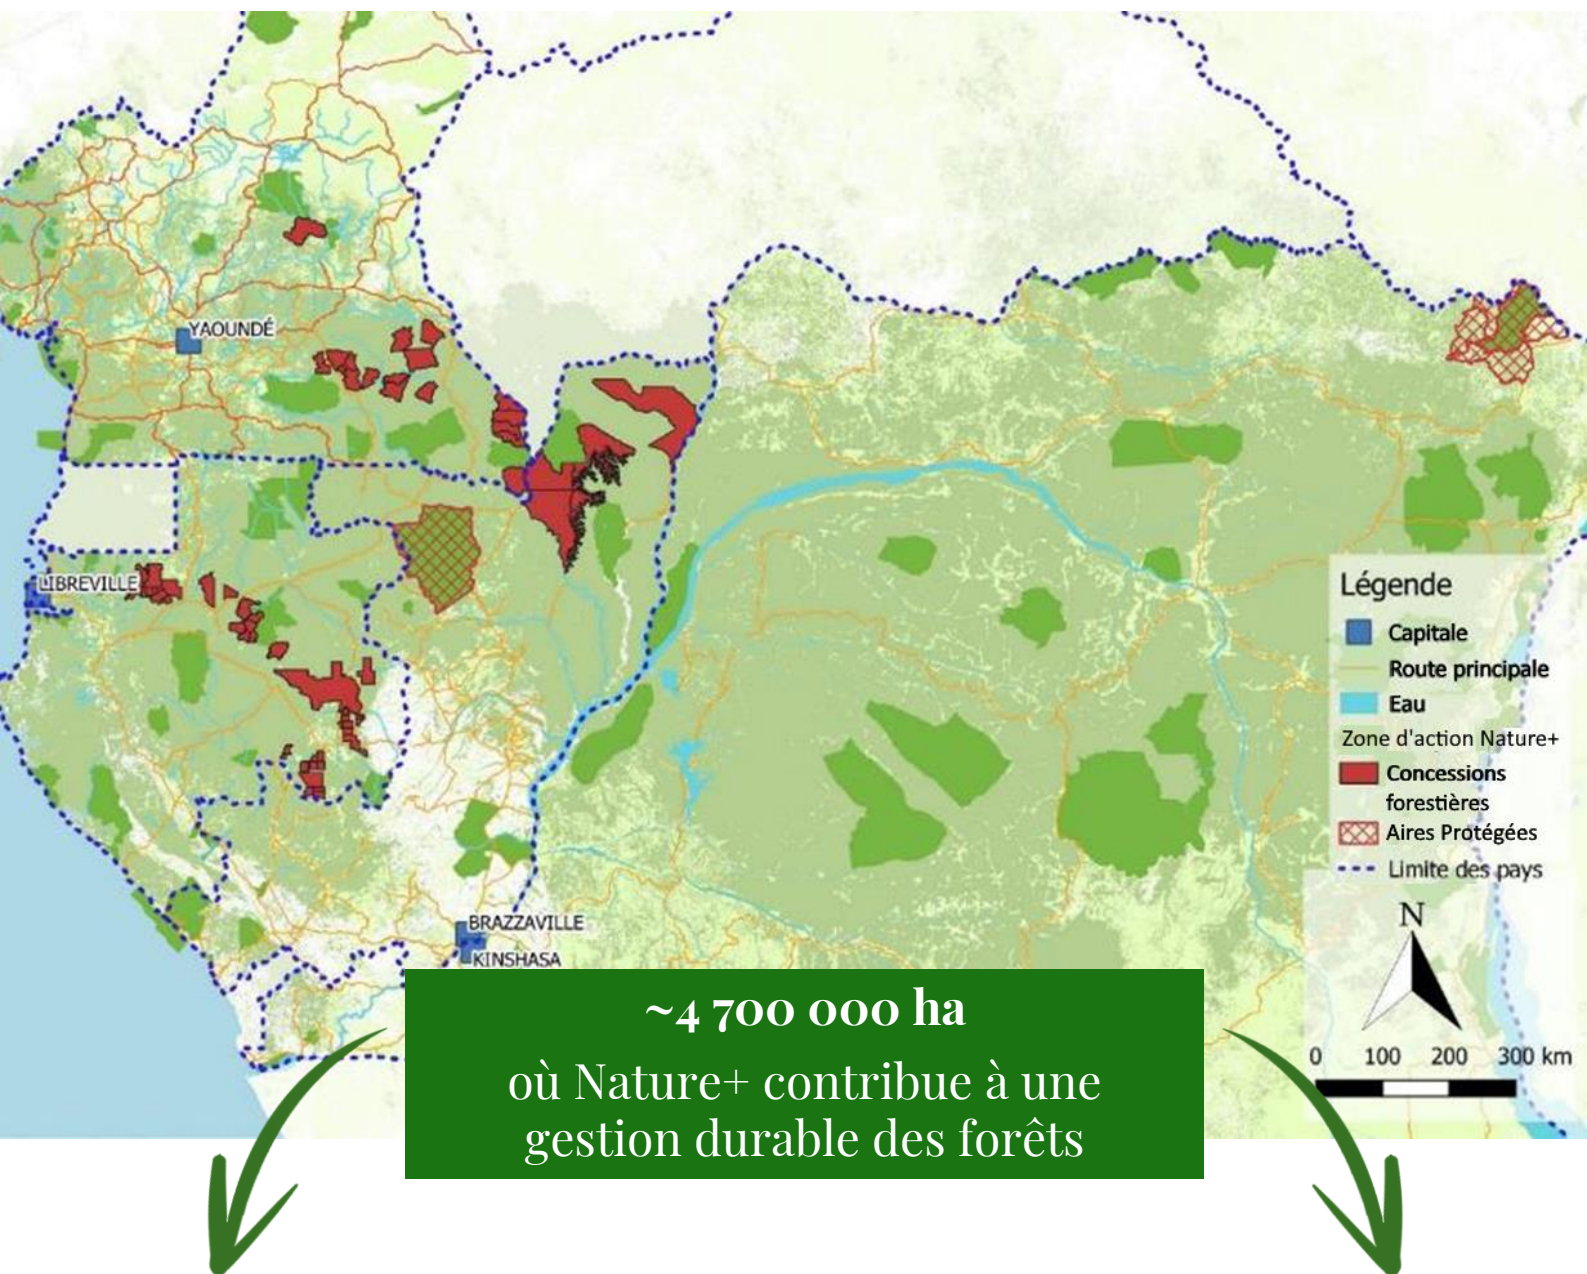 YAOUNDÉ
LIBREVILLE
BRAZZAVILLE
KINSHASA
Légende
Capitale
Route principale
Eau
Zone d'action Nature+
Concessions
forestières
Aires Protégées
Limite des pays
N
0 100 200 300 km
~4 700 000 ha
où Nature+ contribue à une
gestion durable des forêts